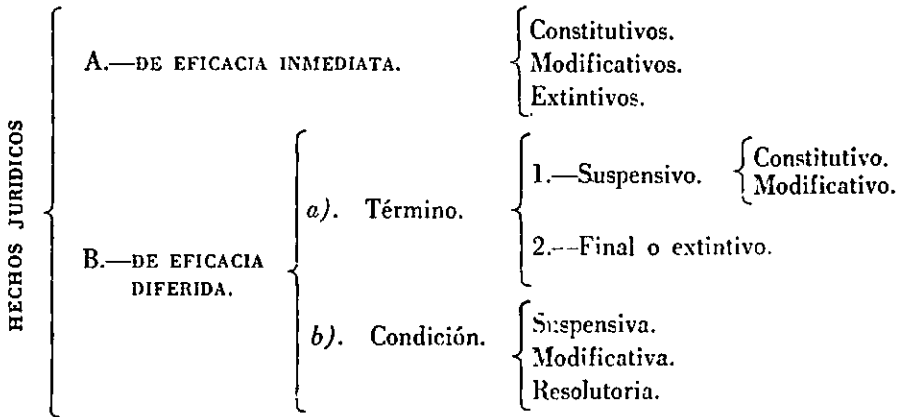 HECHOS JURIDICOS
A.—DE EFICACIA INMEDIATA.
Constitutivos.
Modificativos.
Extintivos.
B.—DE EFICACIA
DIFERIDA.
a). Término.
1.—Suspensivo.
Constitutivo.
Modificativo.
2.--Final o extintivo.
b). Condición.
Suspensiva.
Modificativa.
Resolutoria.